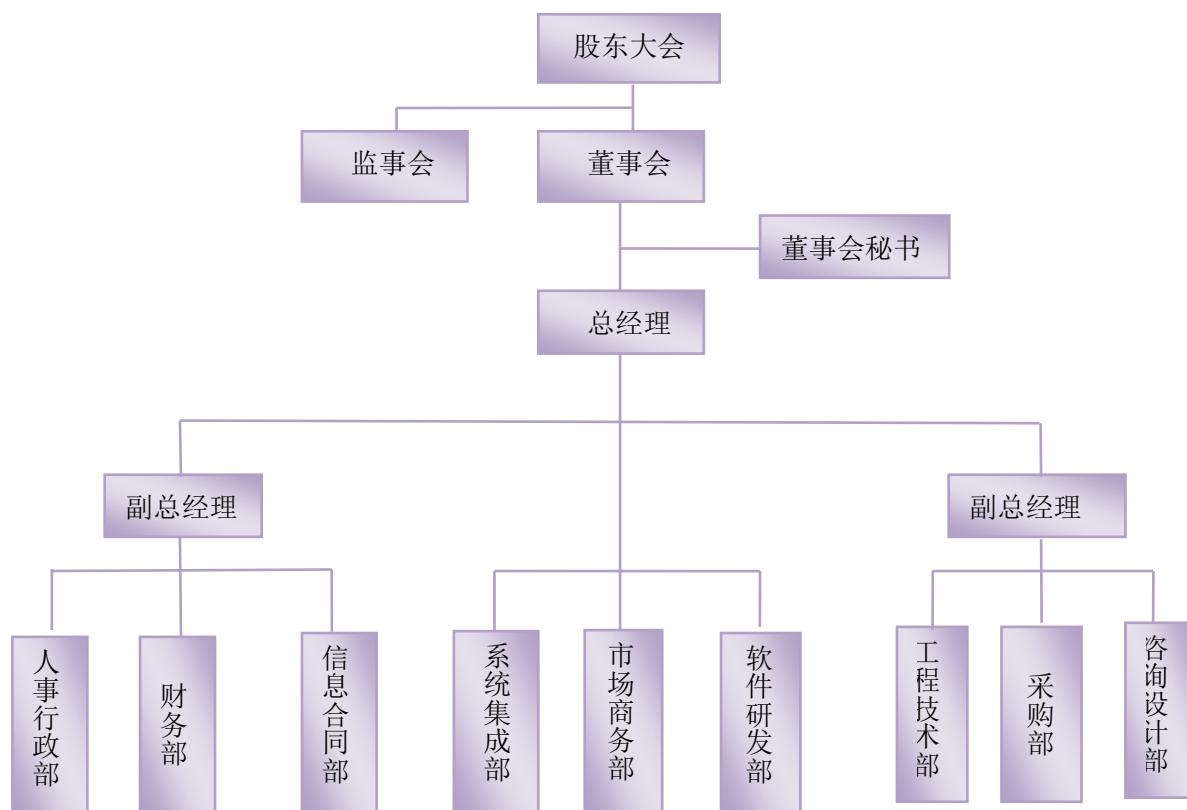 股东大会
监事会
董事会
董事会秘书
总经理
副总经理
副总经理
人事行政部
财务部
信息合同部
系统集成部
市场商务部
软件研发部
工程技术部
采购部
咨询设计部